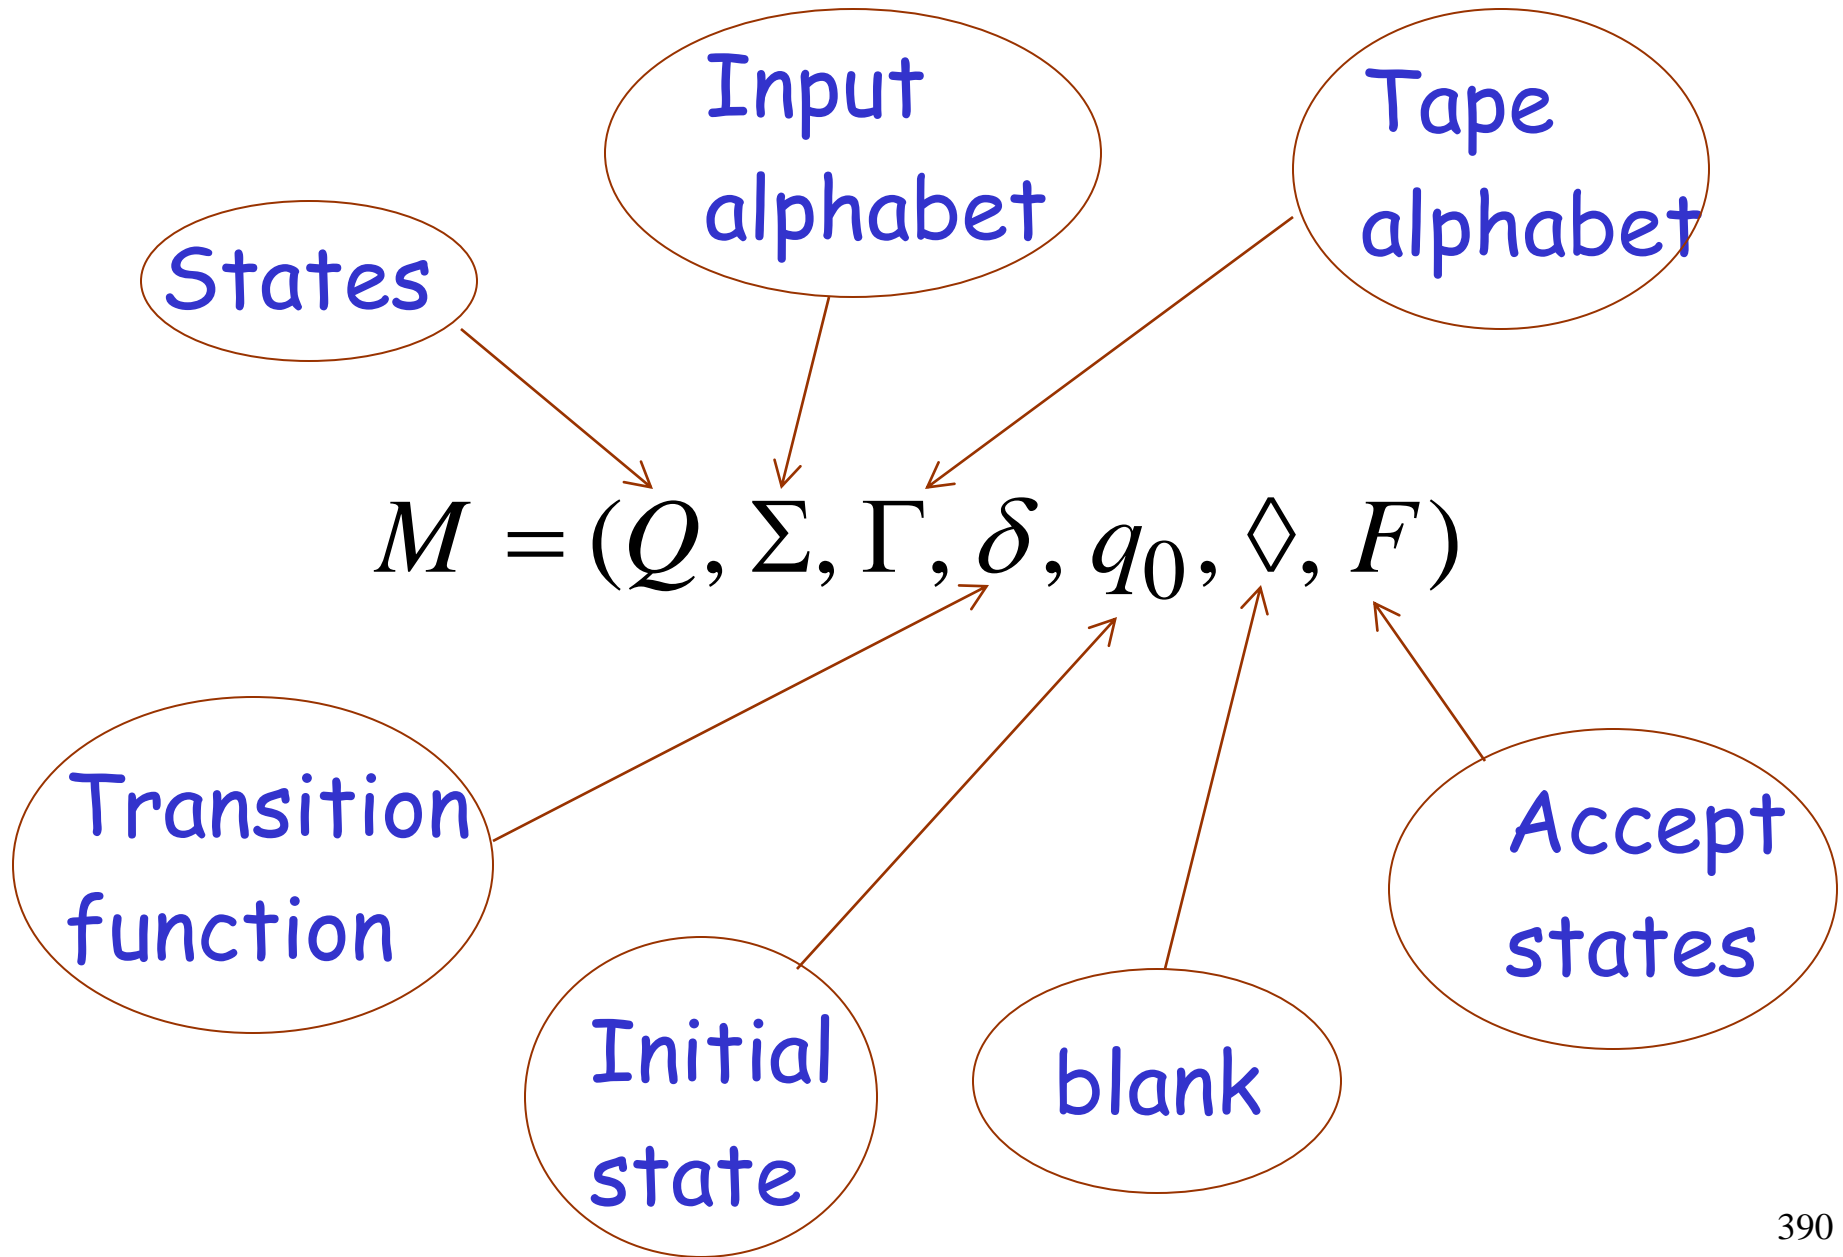 Input
alphabet
Tape
alphabet
States
M = (Q, Σ, Γ, δ, q₀, ◊, F)
Transition
function
Initial
state
blank
Accept
states
390